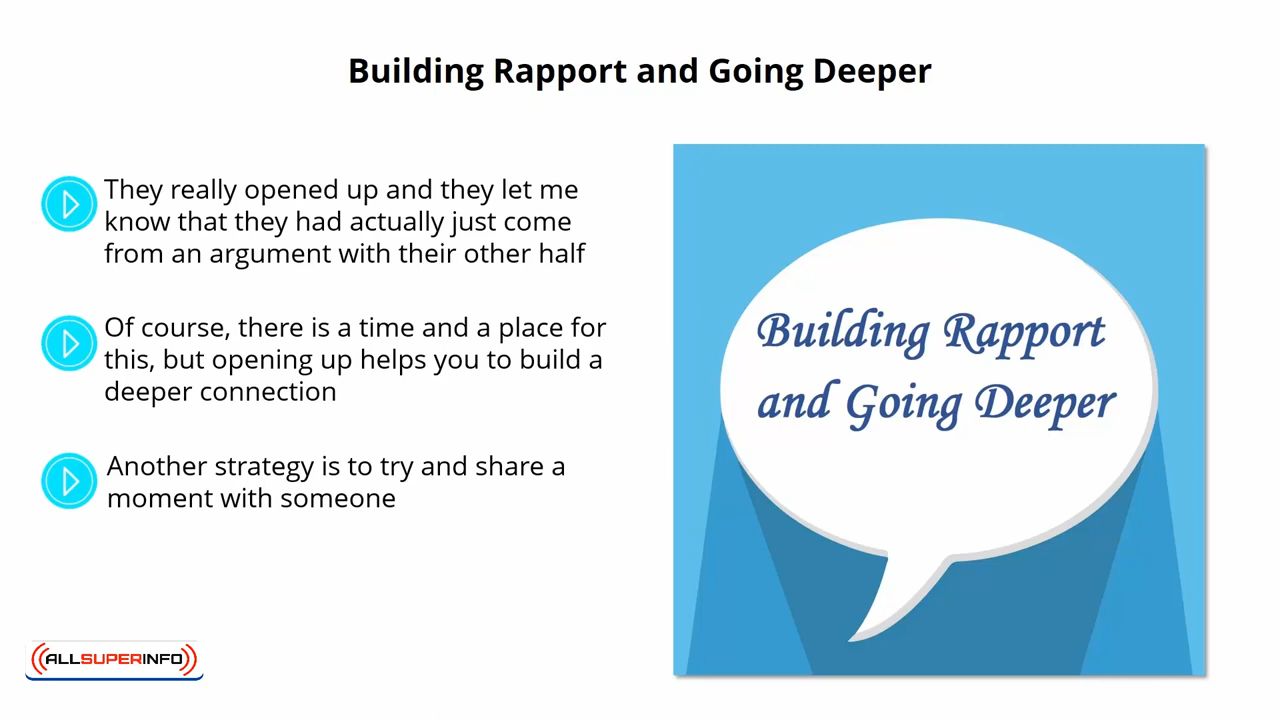 Building Rapport and Going Deeper
They really opened up and they let me
know that they had actually just come
from an argument with their other half
Of course, there is a time and a place for
this, but opening up helps you to build a
deeper connection
Another strategy is to try and share a
moment with someone
Building Rapport
and Going Deeper
ALLSUPERINFO